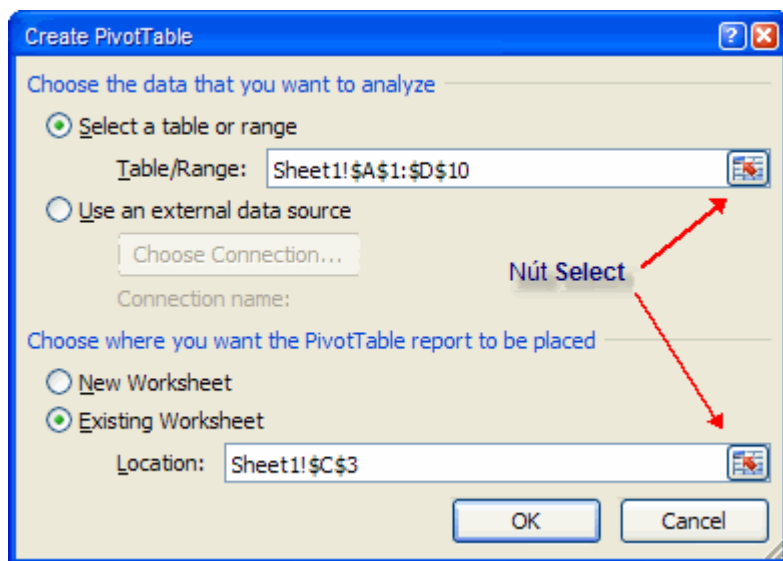 Create PivotTable
Choose the data that you want to analyze
Select a table or range
Table/Range: Sheet1!$A$1:$D$10
Use an external data source
Choose Connection...
Nút Select
Connection name:
Choose where you want the PivotTable report to be placed
New Worksheet
Existing Worksheet
Location: Sheet1!$C$3
OK Cancel